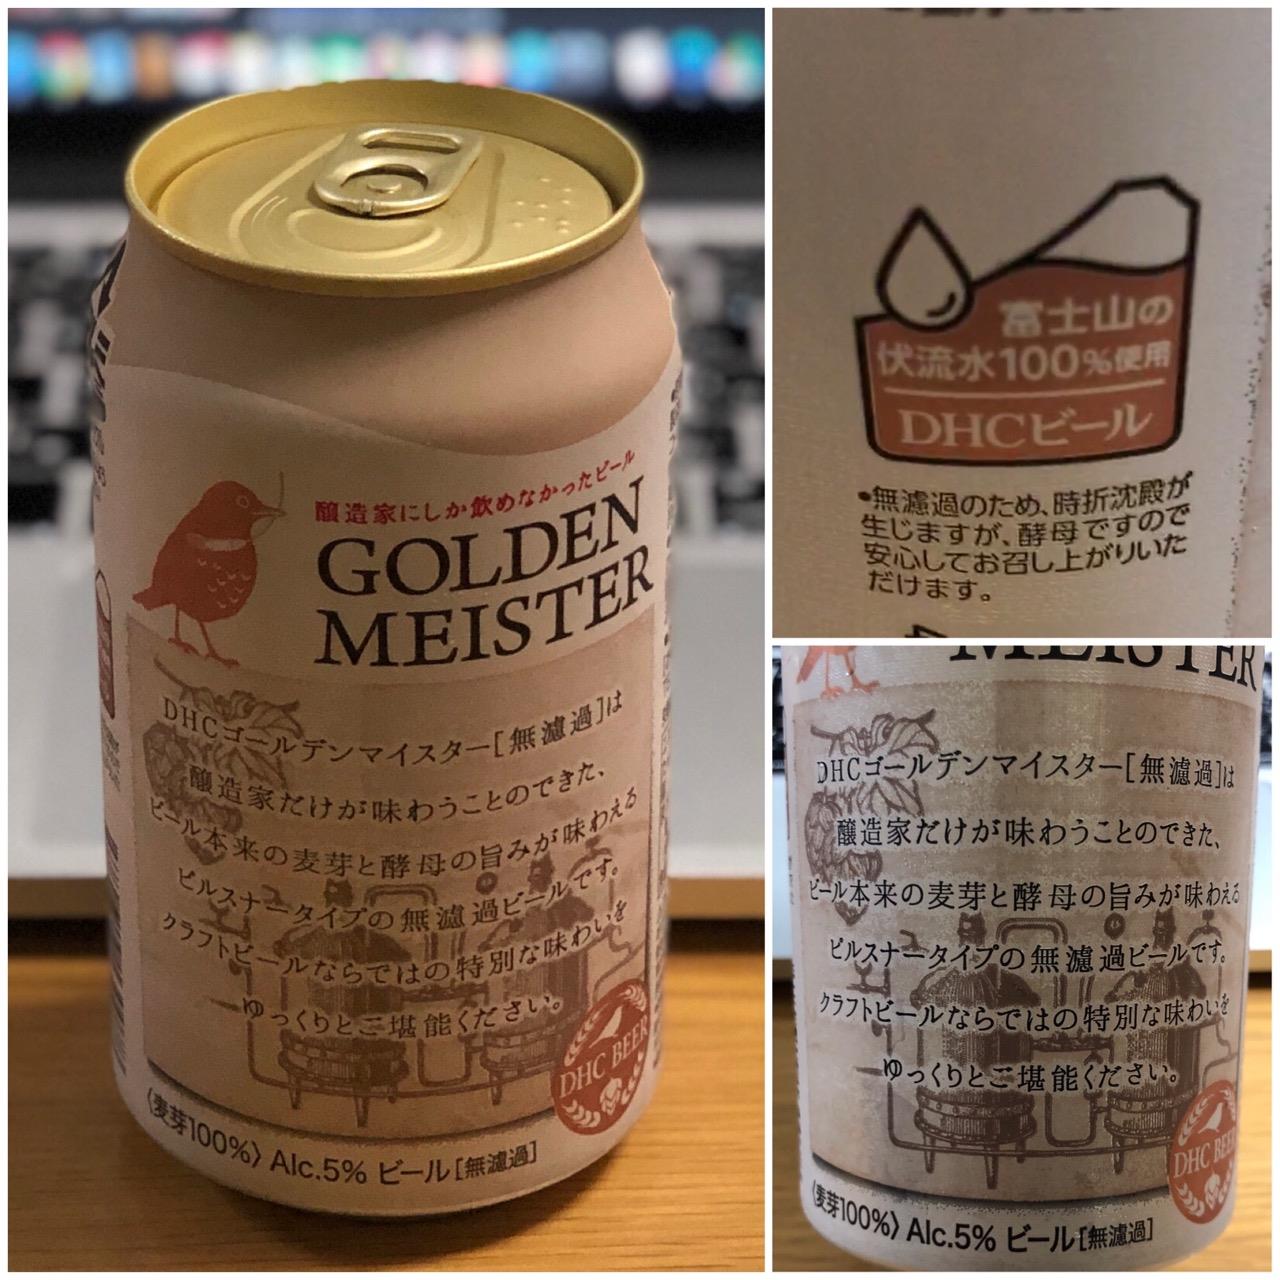 醸造家にしか飲めなかったビール
GOLDEN
MEISTER
DHCゴールデンマイスター[無濾過]は
醸造家だけが味わうことのできた、
ビール本来の麦芽と酵母の旨みが味わえる
ピルスナータイプの無濾過ビールです。
クラフトビールならではの特別な味わいを
ゆっくりとご堪能ください。
DHC BEER
〈麦芽100%〉 Alc.5% ビール[無濾過]
富士山の
伏流水100%使用
DHCビール
•無濾過のため、時折沈殿が
生じますが、酵母ですので
安心してお召し上がりいた
だけます。
MEISTER
DHCゴールデンマイスター[無濾過]は
醸造家だけが味わうことのできた、
ビール本来の麦芽と酵母の旨みが味わえる
ピルスナータイプの無濾過ビールです。
クラフトビールならではの特別な味わいを
ゆっくりとご堪能ください。
DHC BEER
〈麦芽100%〉 Alc.5% ビール[無濾過]